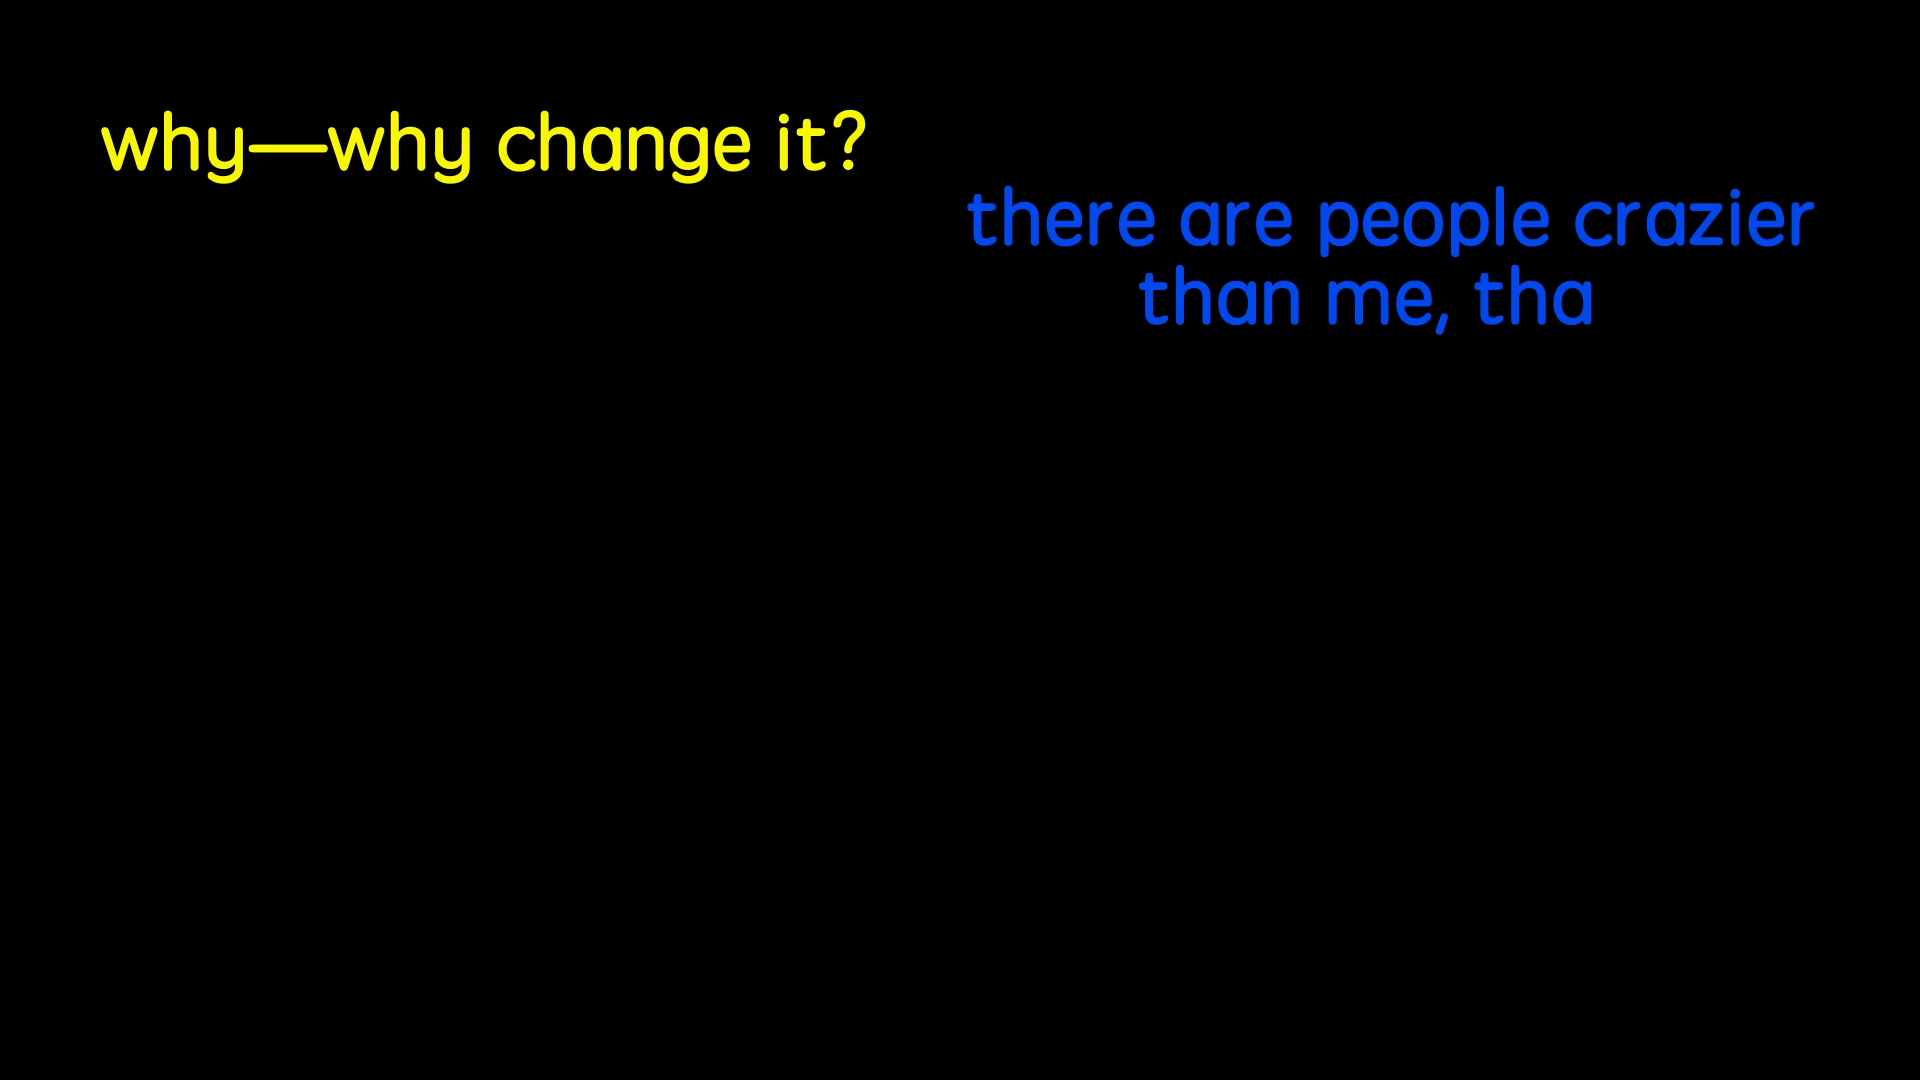 why—why change it?
there are people crazier
than me, tha